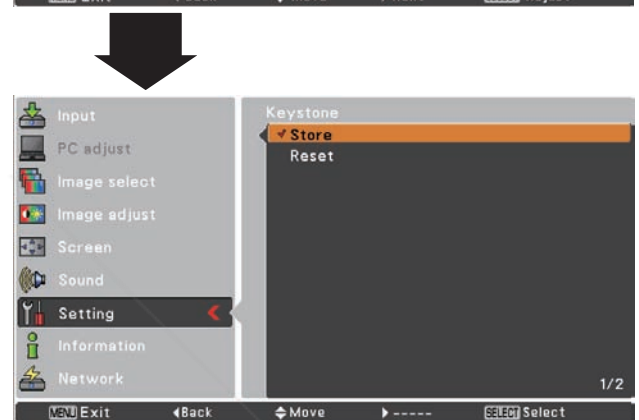 Input
PC adjust
Image select
Image adjust
Screen
Sound
Setting
Information
Network
Keystone
✔ Store
Reset
1/2
MENU Exit ◀Back ◆Move ▶----- SELECT Select